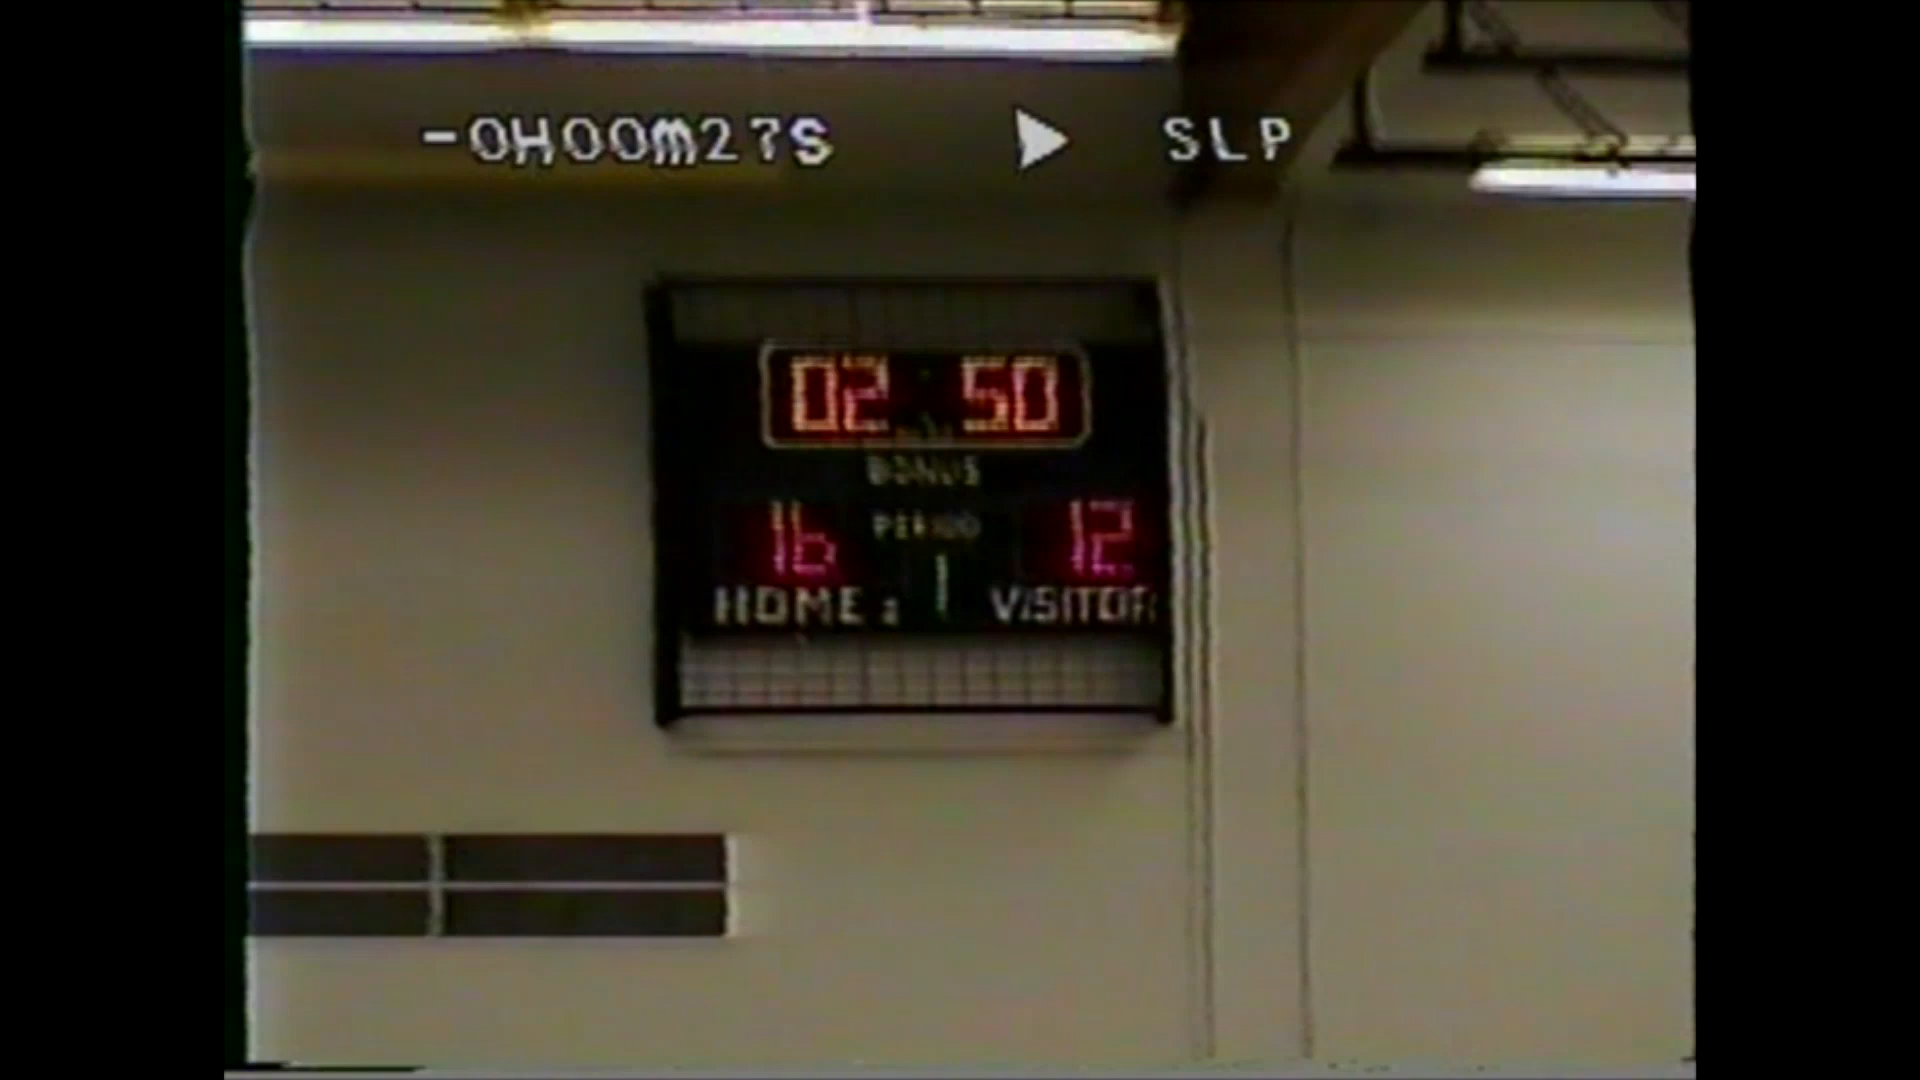 -0H00m27S ▶ SLP
02:50
BONUS
16 PERIOD 12
HOME 1 VISITOR